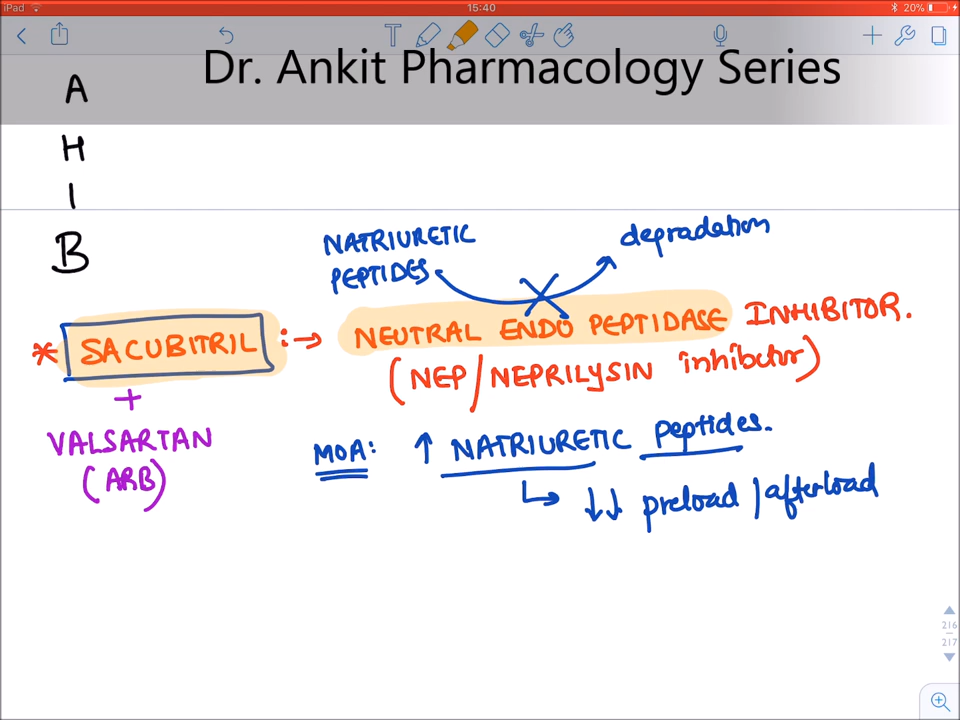 iPad 15:40 20%
T
Dr. Ankit Pharmacology Series
A
H
I
B
NATRIURETIC
PEPTIDES
degradation
* SACUBITRIL :→ NEUTRAL ENDO PEPTIDASE INHIBITOR.
(NEP/NEPRILYSIN inhibitor)
+
VALSARTAN
(ARB)
MOA: ↑ NATRIURETIC peptides.
↳ ↓↓ preload/afterload
216
217